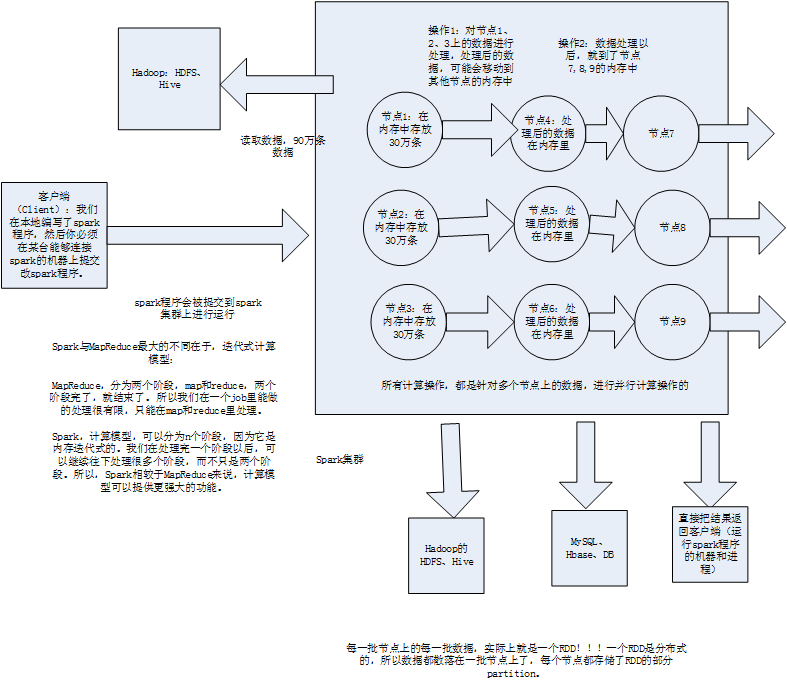 操作1：对节点1、
2、3上的数据进行
处理，处理后的数
据，可能会移动到
其他节点的内存中
操作2：数据处理以
后，就到了节点
7,8,9的内存中
Hadoop：HDFS、
Hive
读取数据，90万条
数据
节点1：在
内存中存放
30万条
节点4：处
理后的数据
在内存里
节点7
客户端
（Client）：我们
在本地编写了spark
程序，然后你必须
在某台能够连接
spark的机器上提交
改spark程序。
节点2：在
内存中存放
30万条
节点5：处
理后的数据
在内存里
节点8
spark程序会被提交到spark
集群上进行运行
节点3：在
内存中存放
30万条
节点6：处
理后的数据
在内存里
节点9
所有计算操作，都是针对多个节点上的数据，进行并行计算操作的
Spark与MapReduce最大的不同在于，迭代式计算
模型：
MapReduce，分为两个阶段，map和reduce，两个
阶段完了，就结束了。所以我们在一个job里能做
的处理很有限，只能在map和reduce里处理。
Spark，计算模型，可以分为n个阶段，因为它是
内存迭代式的。我们在处理完一个阶段以后，可
以继续往下处理很多个阶段，而不只是两个阶
段。所以，Spark相较于MapReduce来说，计算模
型可以提供更强大的功能。
Spark集群
Hadoop的
HDFS、Hive
MySQL、
Hbase、DB
直接把结果返
回客户端（运
行spark程序
的机器和进
程）
每一批节点上的每一批数据，实际上就是一个RDD！！！一个RDD是分布式
的，所以数据都散落在一批节点上了，每个节点都存储了RDD的部分
partition。